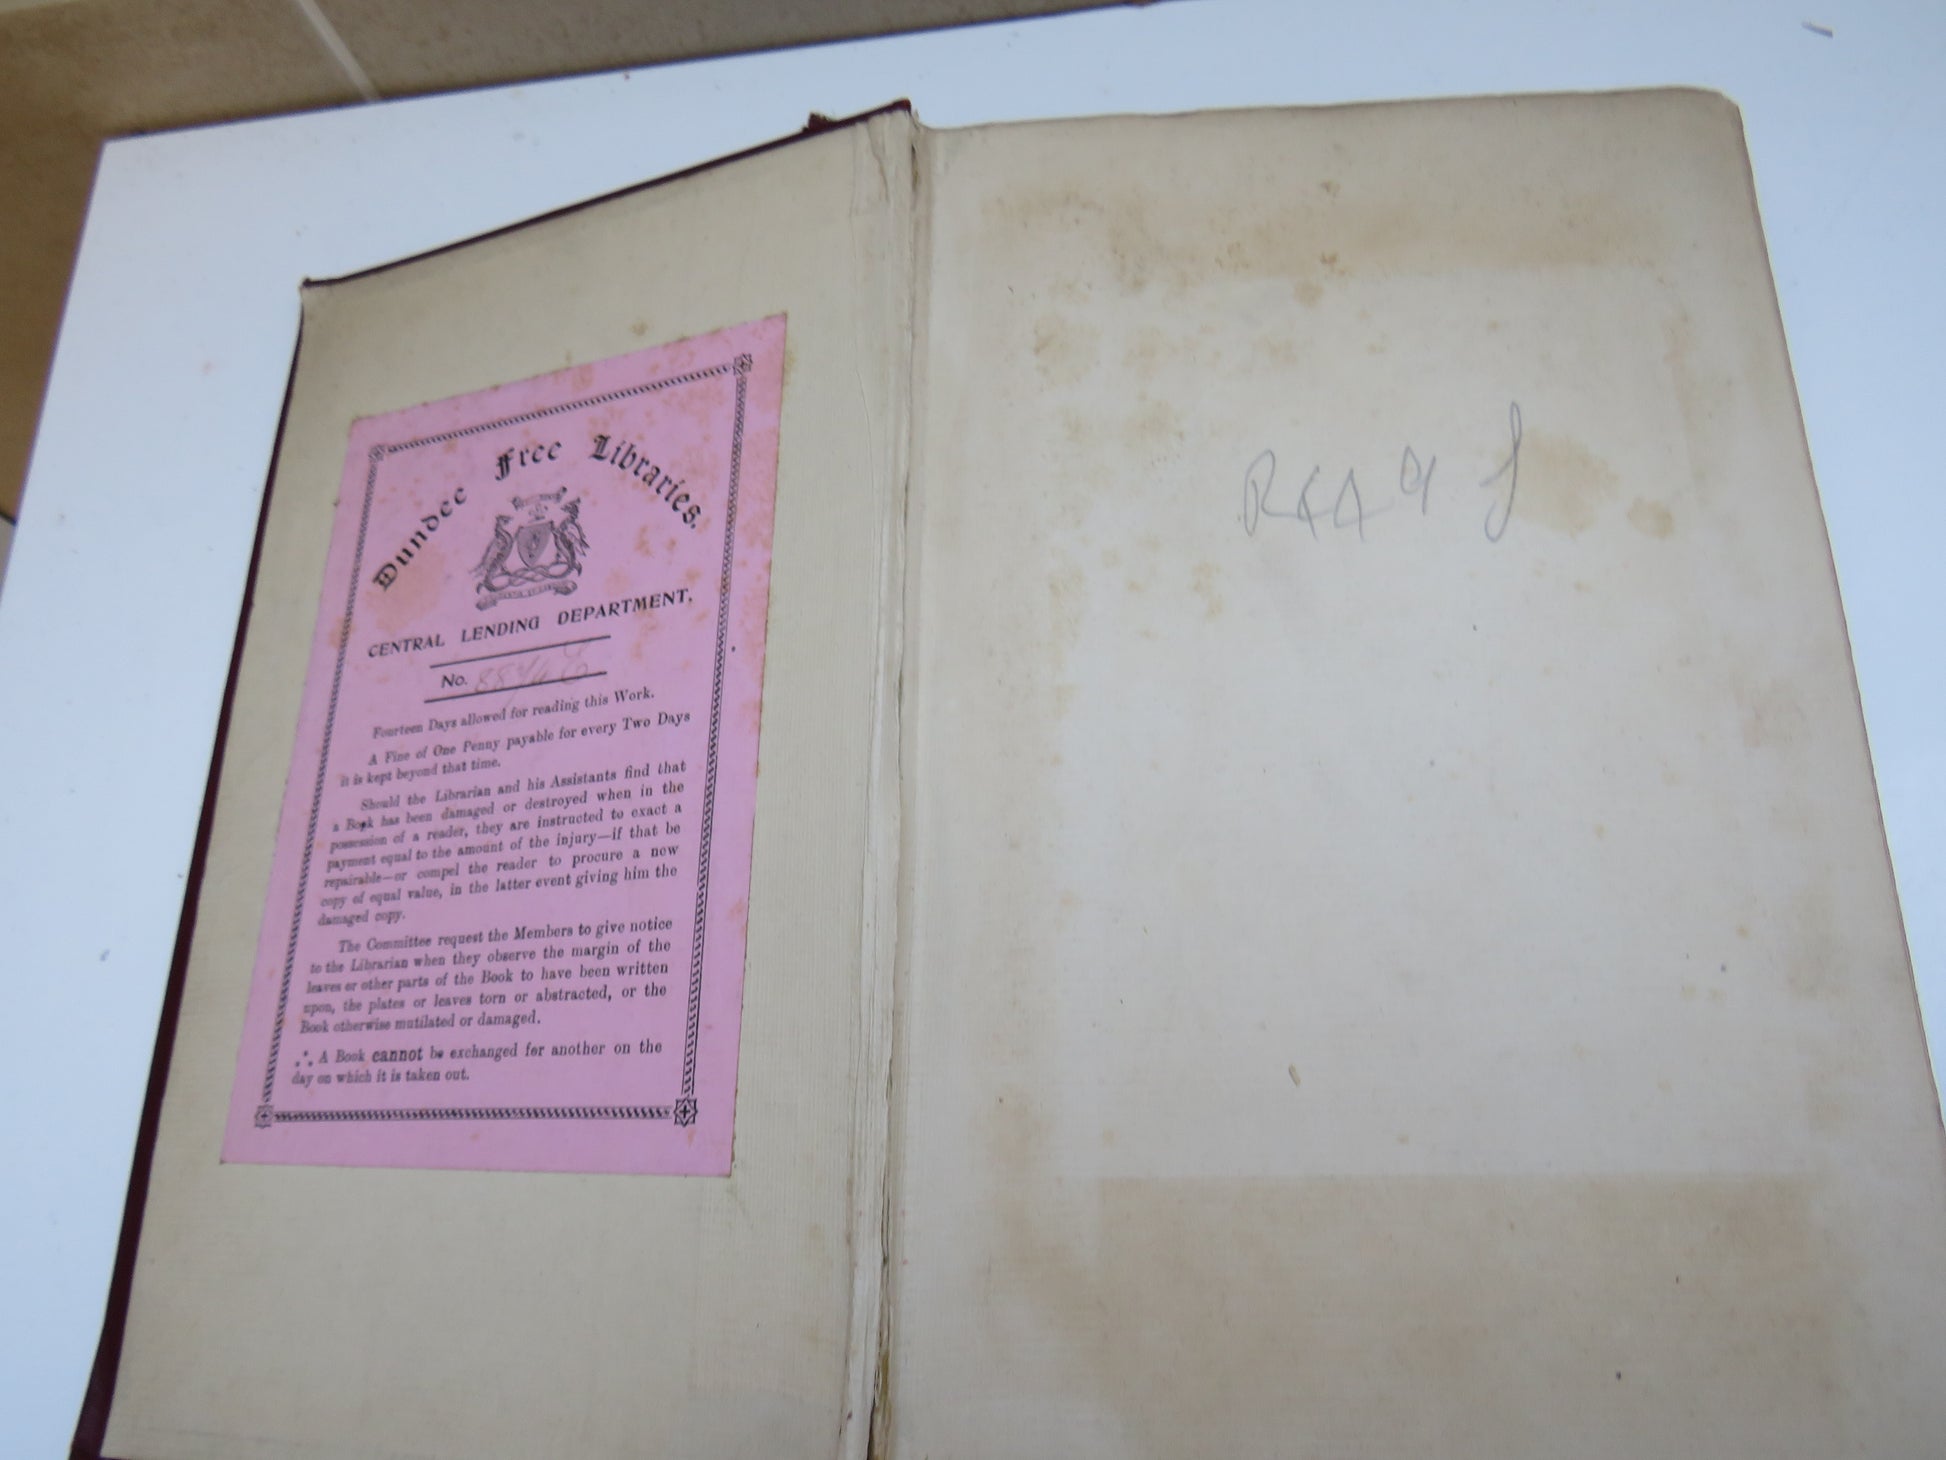 Dundee Free Libraries.
CENTRAL LENDING DEPARTMENT.
No.
Fourteen Days allowed for reading this Work.
A Fine of One Penny payable for every Two Days
it is kept beyond that time.
Should the Librarian and his Assistants find that
a Book has been damaged or destroyed when in the
possession of a reader, they are instructed to exact a
payment equal to the amount of the injury—if that be
repairable—or compel the reader to procure a new
copy of equal value, in the latter event giving him the
damaged copy.
The Committee request the Members to give notice
to the Librarian when they observe the margin of the
leaves or other parts of the Book to have been written
upon, the plates or leaves torn or abstracted, or the
Book otherwise mutilated or damaged.
∴ A Book cannot be exchanged for another on the
day on which it is taken out.